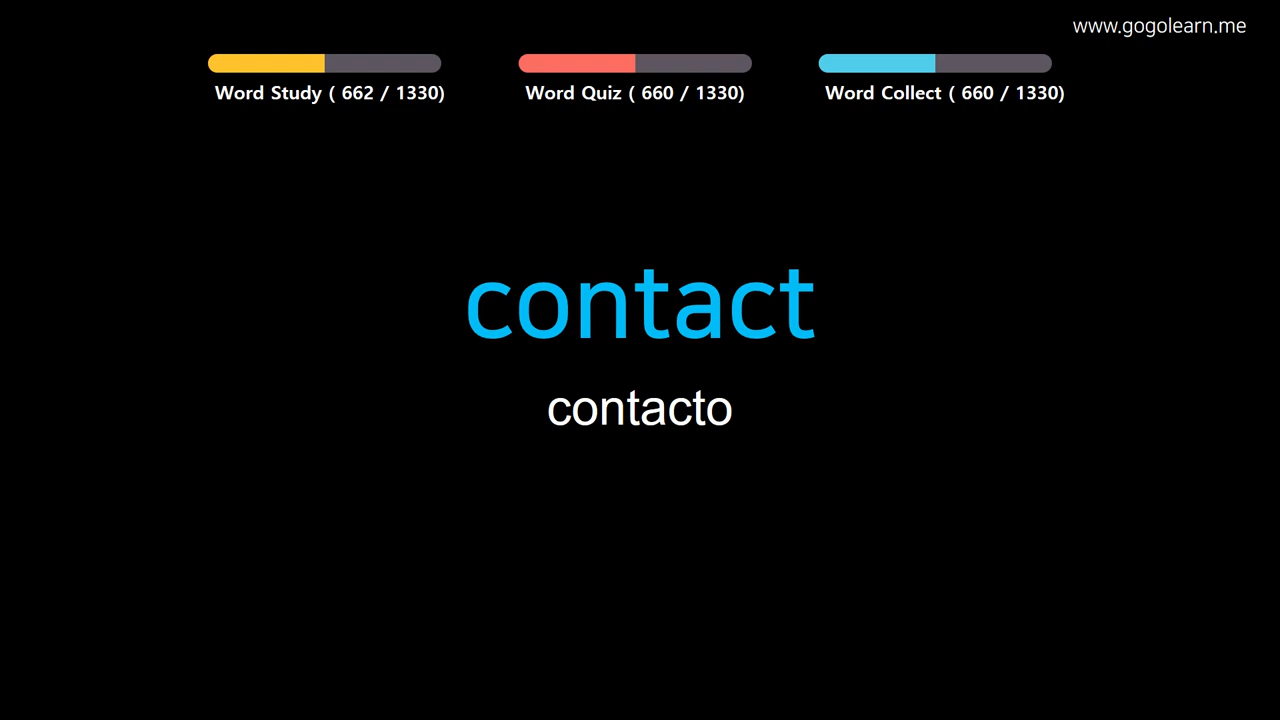 www.gogolearn.me
Word Study ( 662 / 1330)
Word Quiz ( 660 / 1330)
Word Collect ( 660 / 1330)
contact
contacto